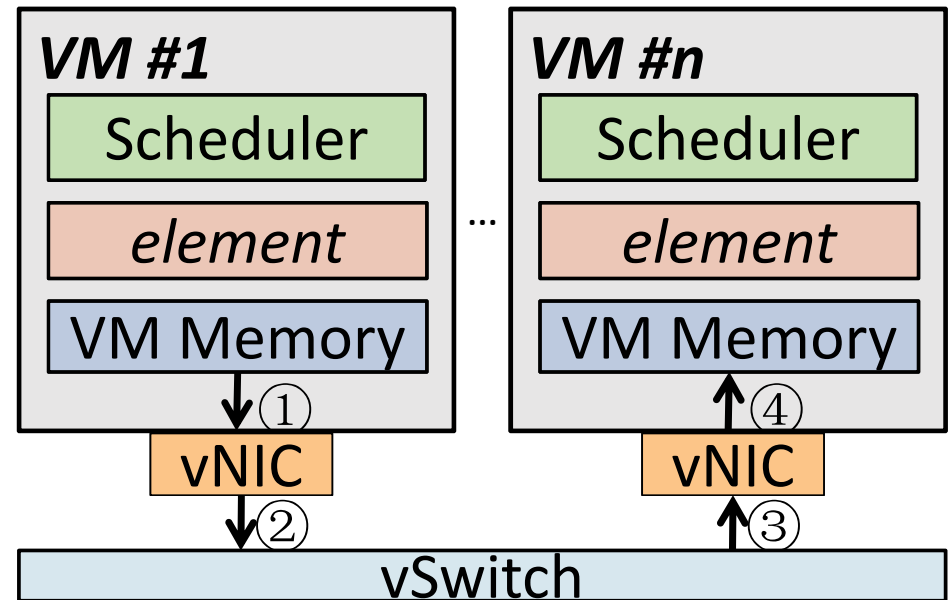 VM #1
Scheduler
element
VM Memory
①
vNIC
②
...
VM #n
Scheduler
element
VM Memory
④
vNIC
③
vSwitch